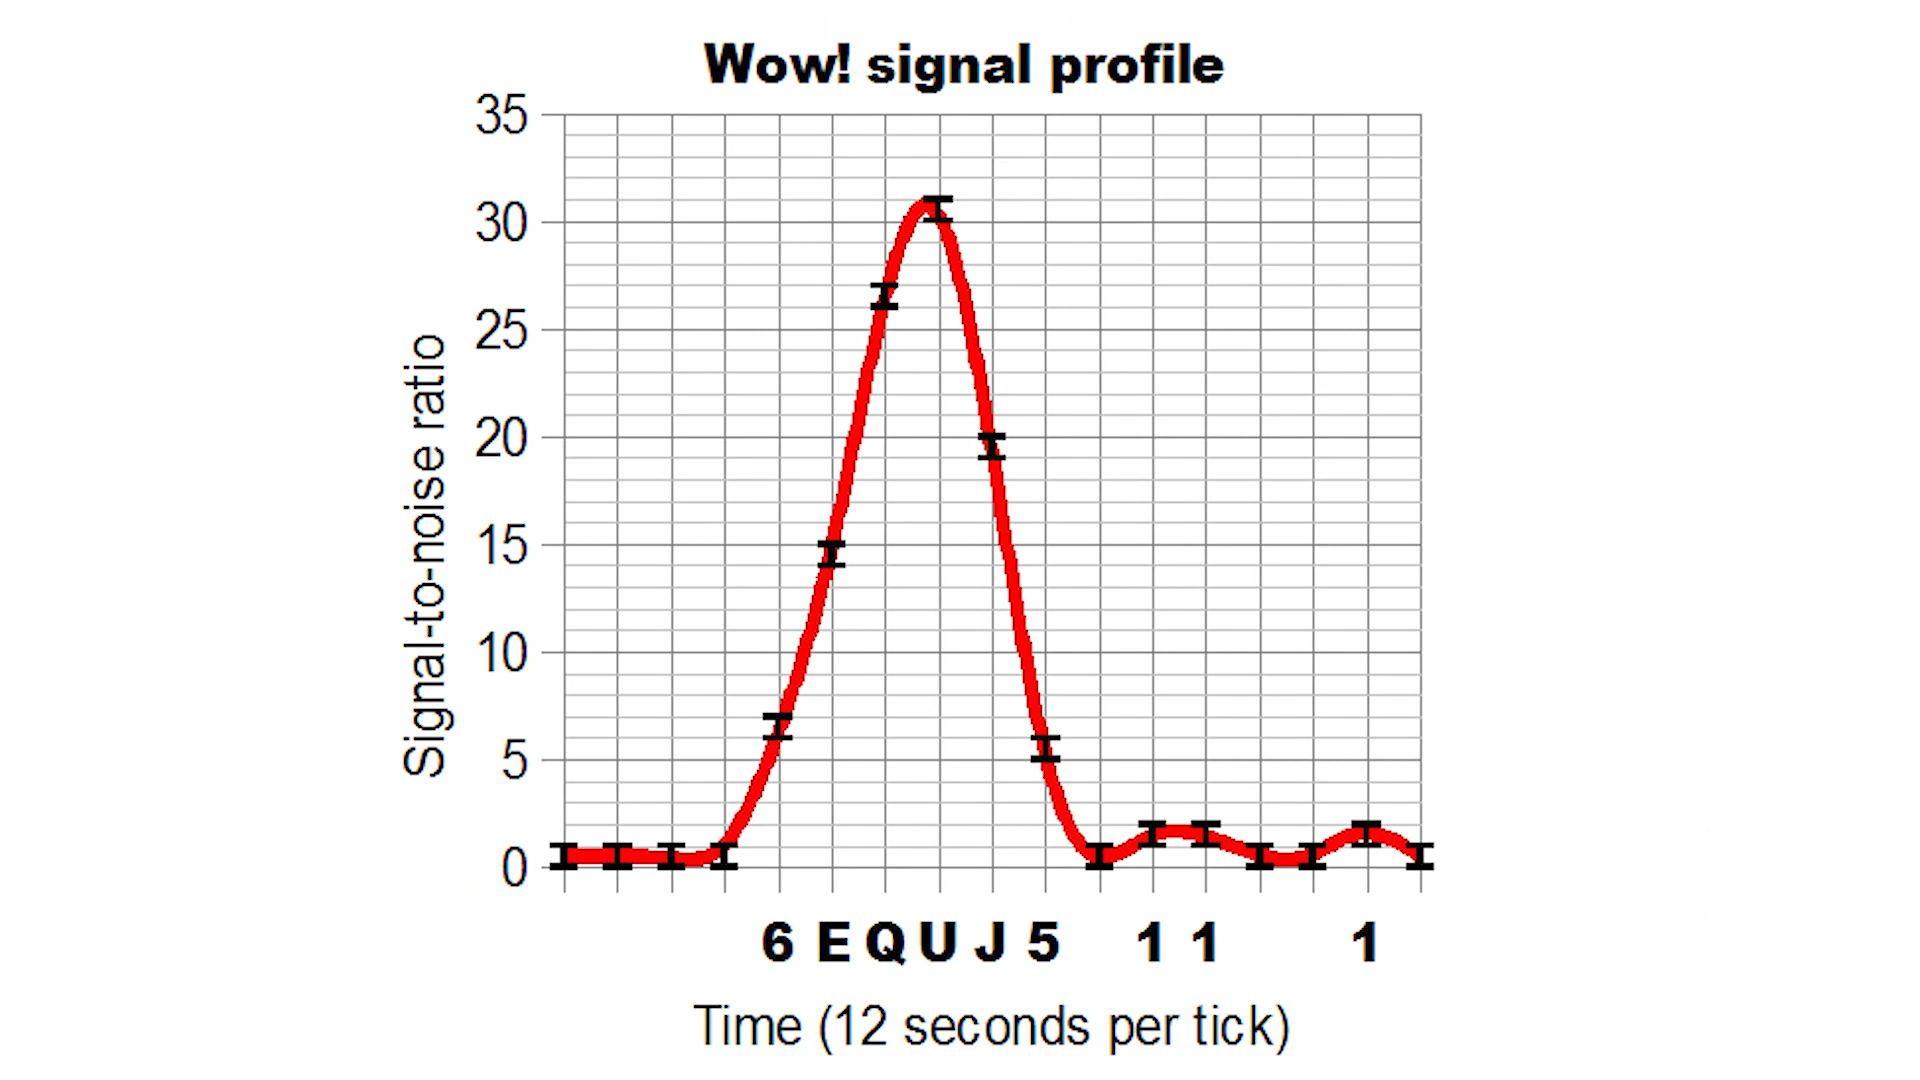 Wow! signal profile
35
30
25
20
15
10
5
0
Signal-to-noise ratio
6 E Q U J 5 1 1 1
Time (12 seconds per tick)